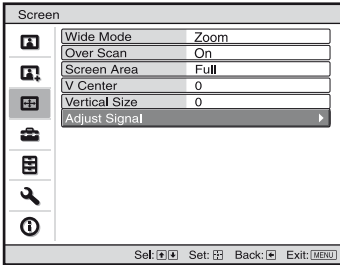 Screen
Wide Mode Zoom
Over Scan On
Screen Area Full
V Center 0
Vertical Size 0
Adjust Signal
Sel: Set: Back: Exit: MENU